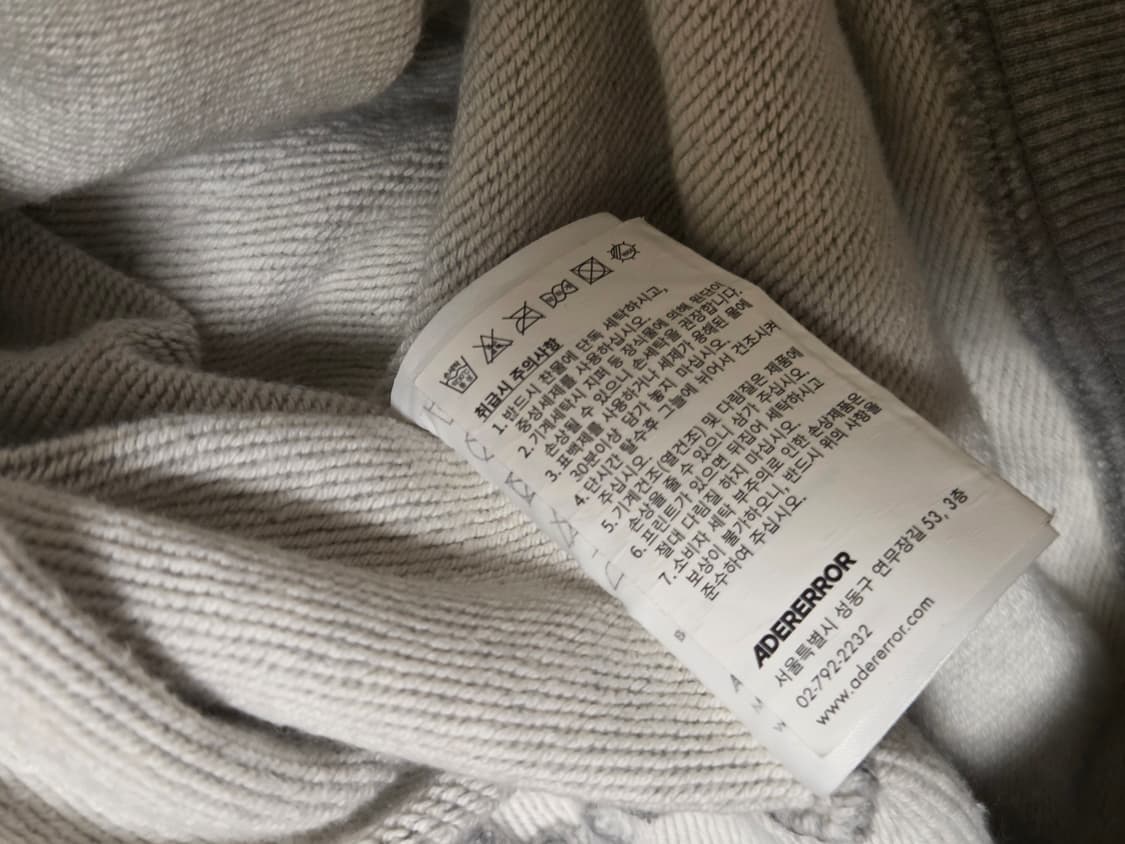 취급시 주의사항
1.반드시 찬물에 단독 세탁하시고,
중성세제를 사용하십시오.
2.기계세탁시 지퍼 등 장식물에 의해 원단이
손상될 수 있으니 손세탁을 권장합니다.
3.표백제를 사용하거나 세제가 용해된 물에
30분이상 담가 놓지 마십시오.
4.단시간 탈수후 그늘에 뉘어서 건조시켜
주십시오.
5.기계건조(열건조) 및 다림질은 제품에
손상을 줄 수 있으니 삼가 주십시오.
6.프린트가 있으면 뒤집어 세탁하시고
절대 다림질 하지 마십시오.
7.소비자 세탁 부주의로 인한 손상제품은
보상이 불가하오니, 반드시 위의 사항을
준수하여 주십시오.
ADERERROR
서울특별시 성동구 연무장길 53, 3층
02-792-2232
www.adererror.com